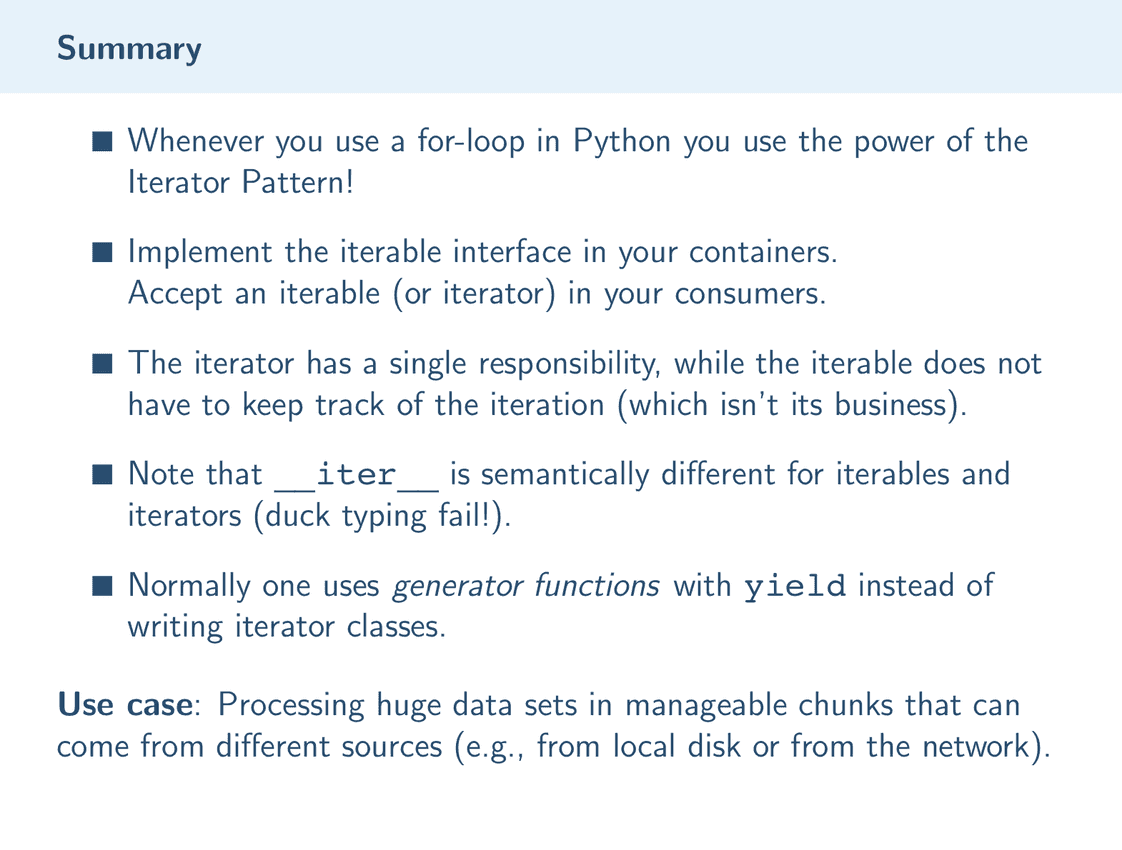 Summary
■ Whenever you use a for-loop in Python you use the power of the
Iterator Pattern!
■ Implement the iterable interface in your containers.
Accept an iterable (or iterator) in your consumers.
■ The iterator has a single responsibility, while the iterable does not
have to keep track of the iteration (which isn't its business).
■ Note that __iter__ is semantically different for iterables and
iterators (duck typing fail!).
■ Normally one uses generator functions with yield instead of
writing iterator classes.
Use case: Processing huge data sets in manageable chunks that can
come from different sources (e.g., from local disk or from the network).